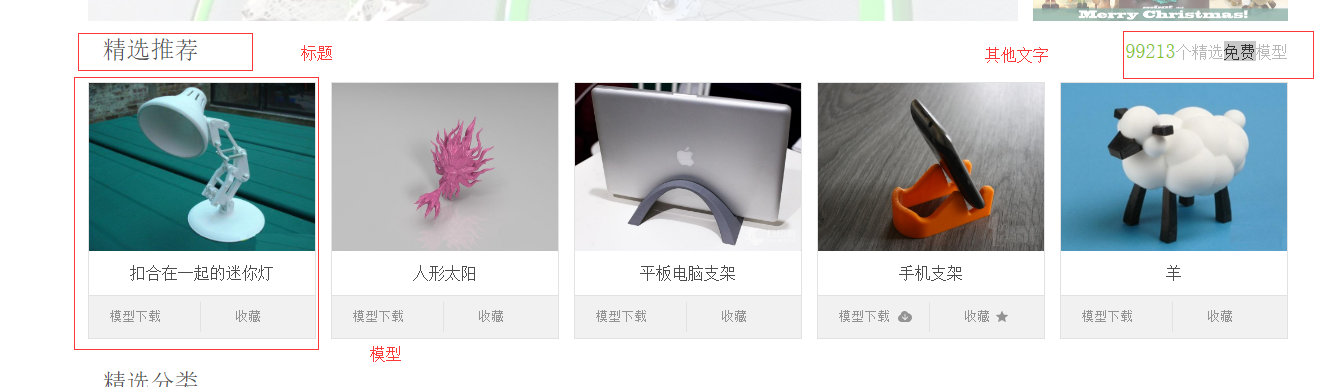 Merry Christmas!
精选推荐
标题
其他文字
99213个精选免费模型
扣合在一起的迷你灯
人形太阳
平板电脑支架
手机支架
羊
模型下载 收藏
模型下载 收藏
模型下载 收藏
模型下载 收藏
模型下载 收藏
模型
精选分类